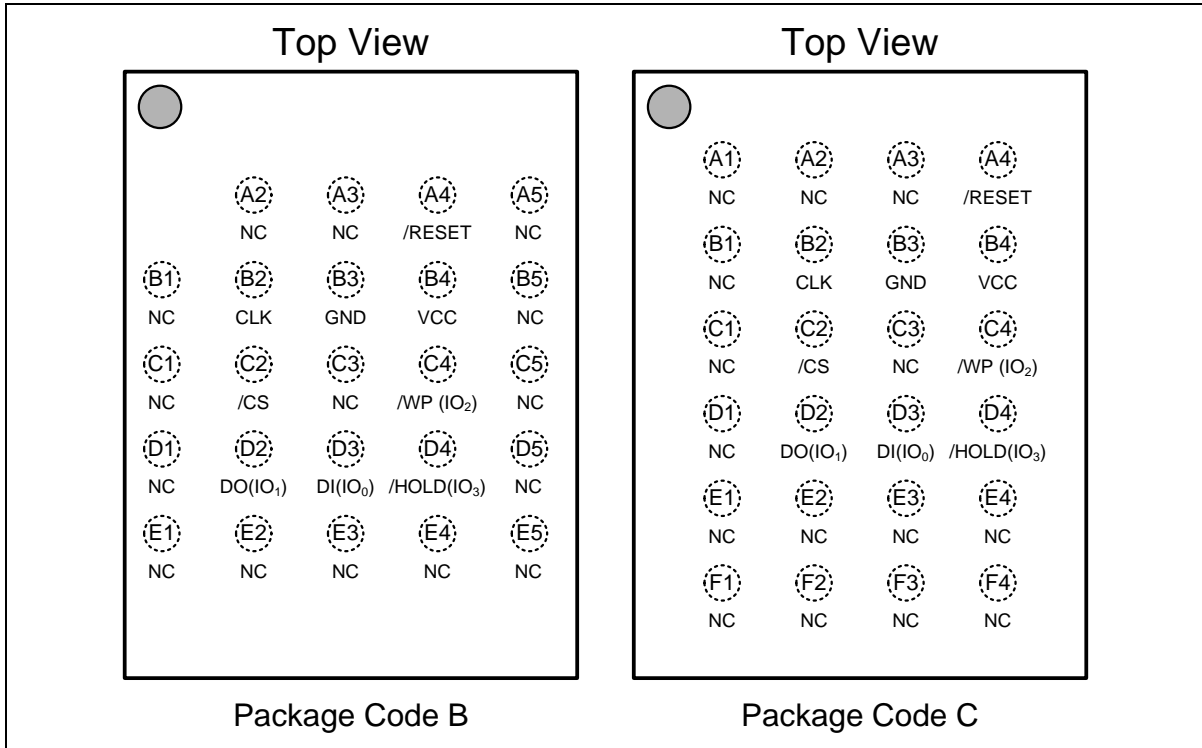 Top View
A2 A3 A4 A5
NC NC /RESET NC
B1 B2 B3 B4 B5
NC CLK GND VCC NC
C1 C2 C3 C4 C5
NC /CS NC /WP (IO₂) NC
D1 D2 D3 D4 D5
NC DO(IO₁) DI(IO₀) /HOLD(IO₃) NC
E1 E2 E3 E4 E5
NC NC NC NC NC
Package Code B
Top View
A1 A2 A3 A4
NC NC NC /RESET
B1 B2 B3 B4
NC CLK GND VCC
C1 C2 C3 C4
NC /CS NC /WP (IO₂)
D1 D2 D3 D4
NC DO(IO₁) DI(IO₀) /HOLD(IO₃)
E1 E2 E3 E4
NC NC NC NC
F1 F2 F3 F4
NC NC NC NC
Package Code C